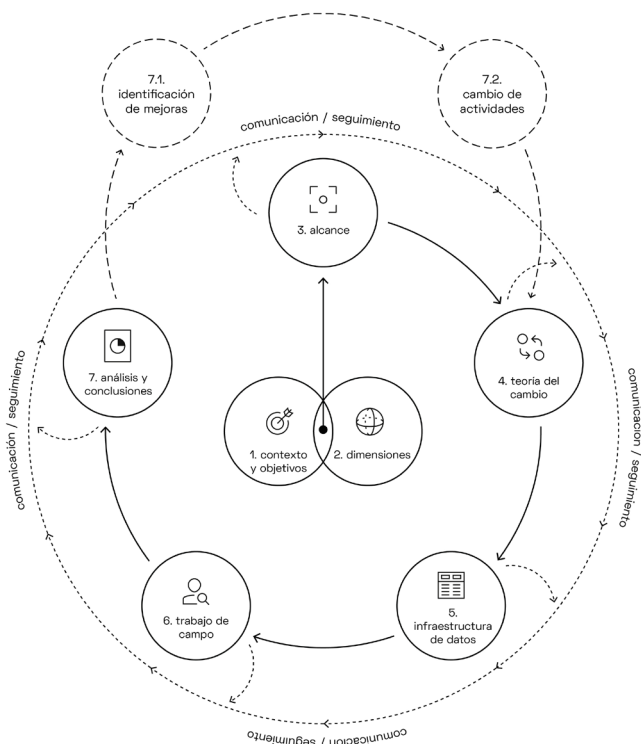 7.1.
identificación
de mejoras
7.2.
cambio de
actividades
comunicación / seguimiento
3. alcance
7. análisis y
conclusiones
4. teoría del
cambio
1. contexto
y objetivos
2. dimensiones
comunicación / seguimiento
comunicación / seguimiento
6. trabajo de
campo
5.
infraestructura
de datos
comunicación / seguimiento